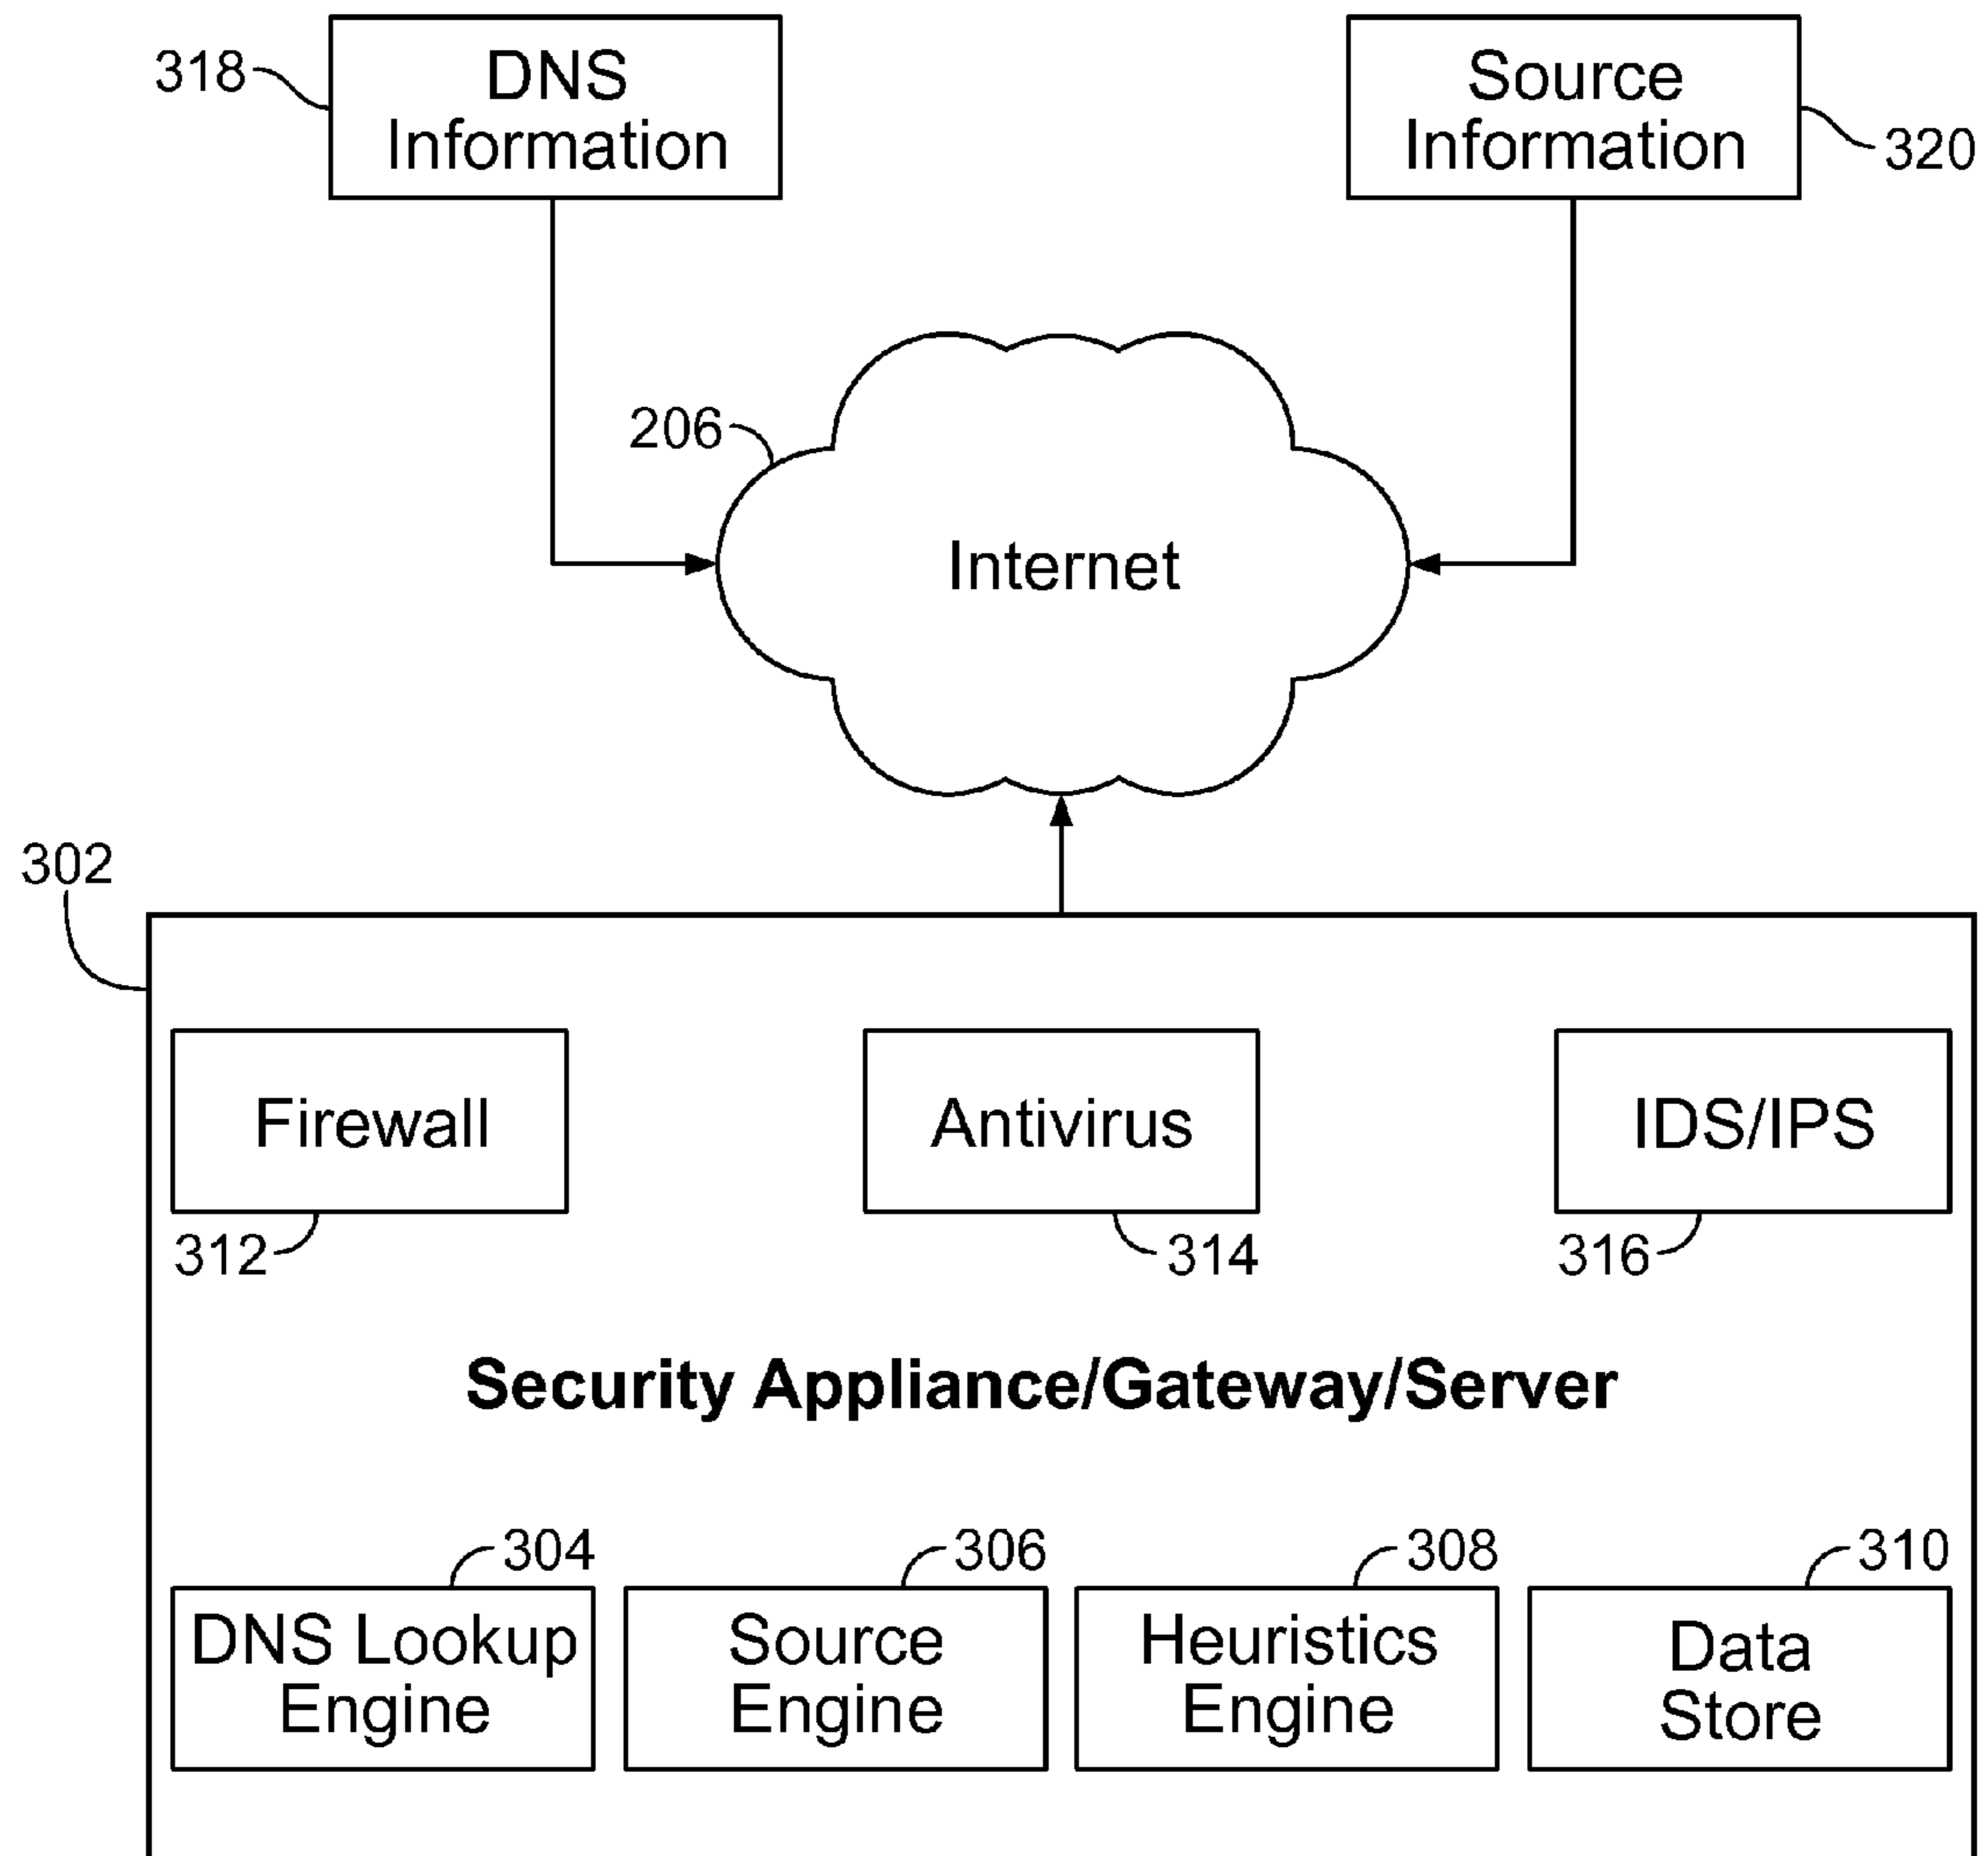 318
DNS
Information
Source
Information
320
206
Internet
302
Firewall
Antivirus
IDS/IPS
312
314
316
Security Appliance/Gateway/Server
304
306
308
310
DNS Lookup
Engine
Source
Engine
Heuristics
Engine
Data
Store